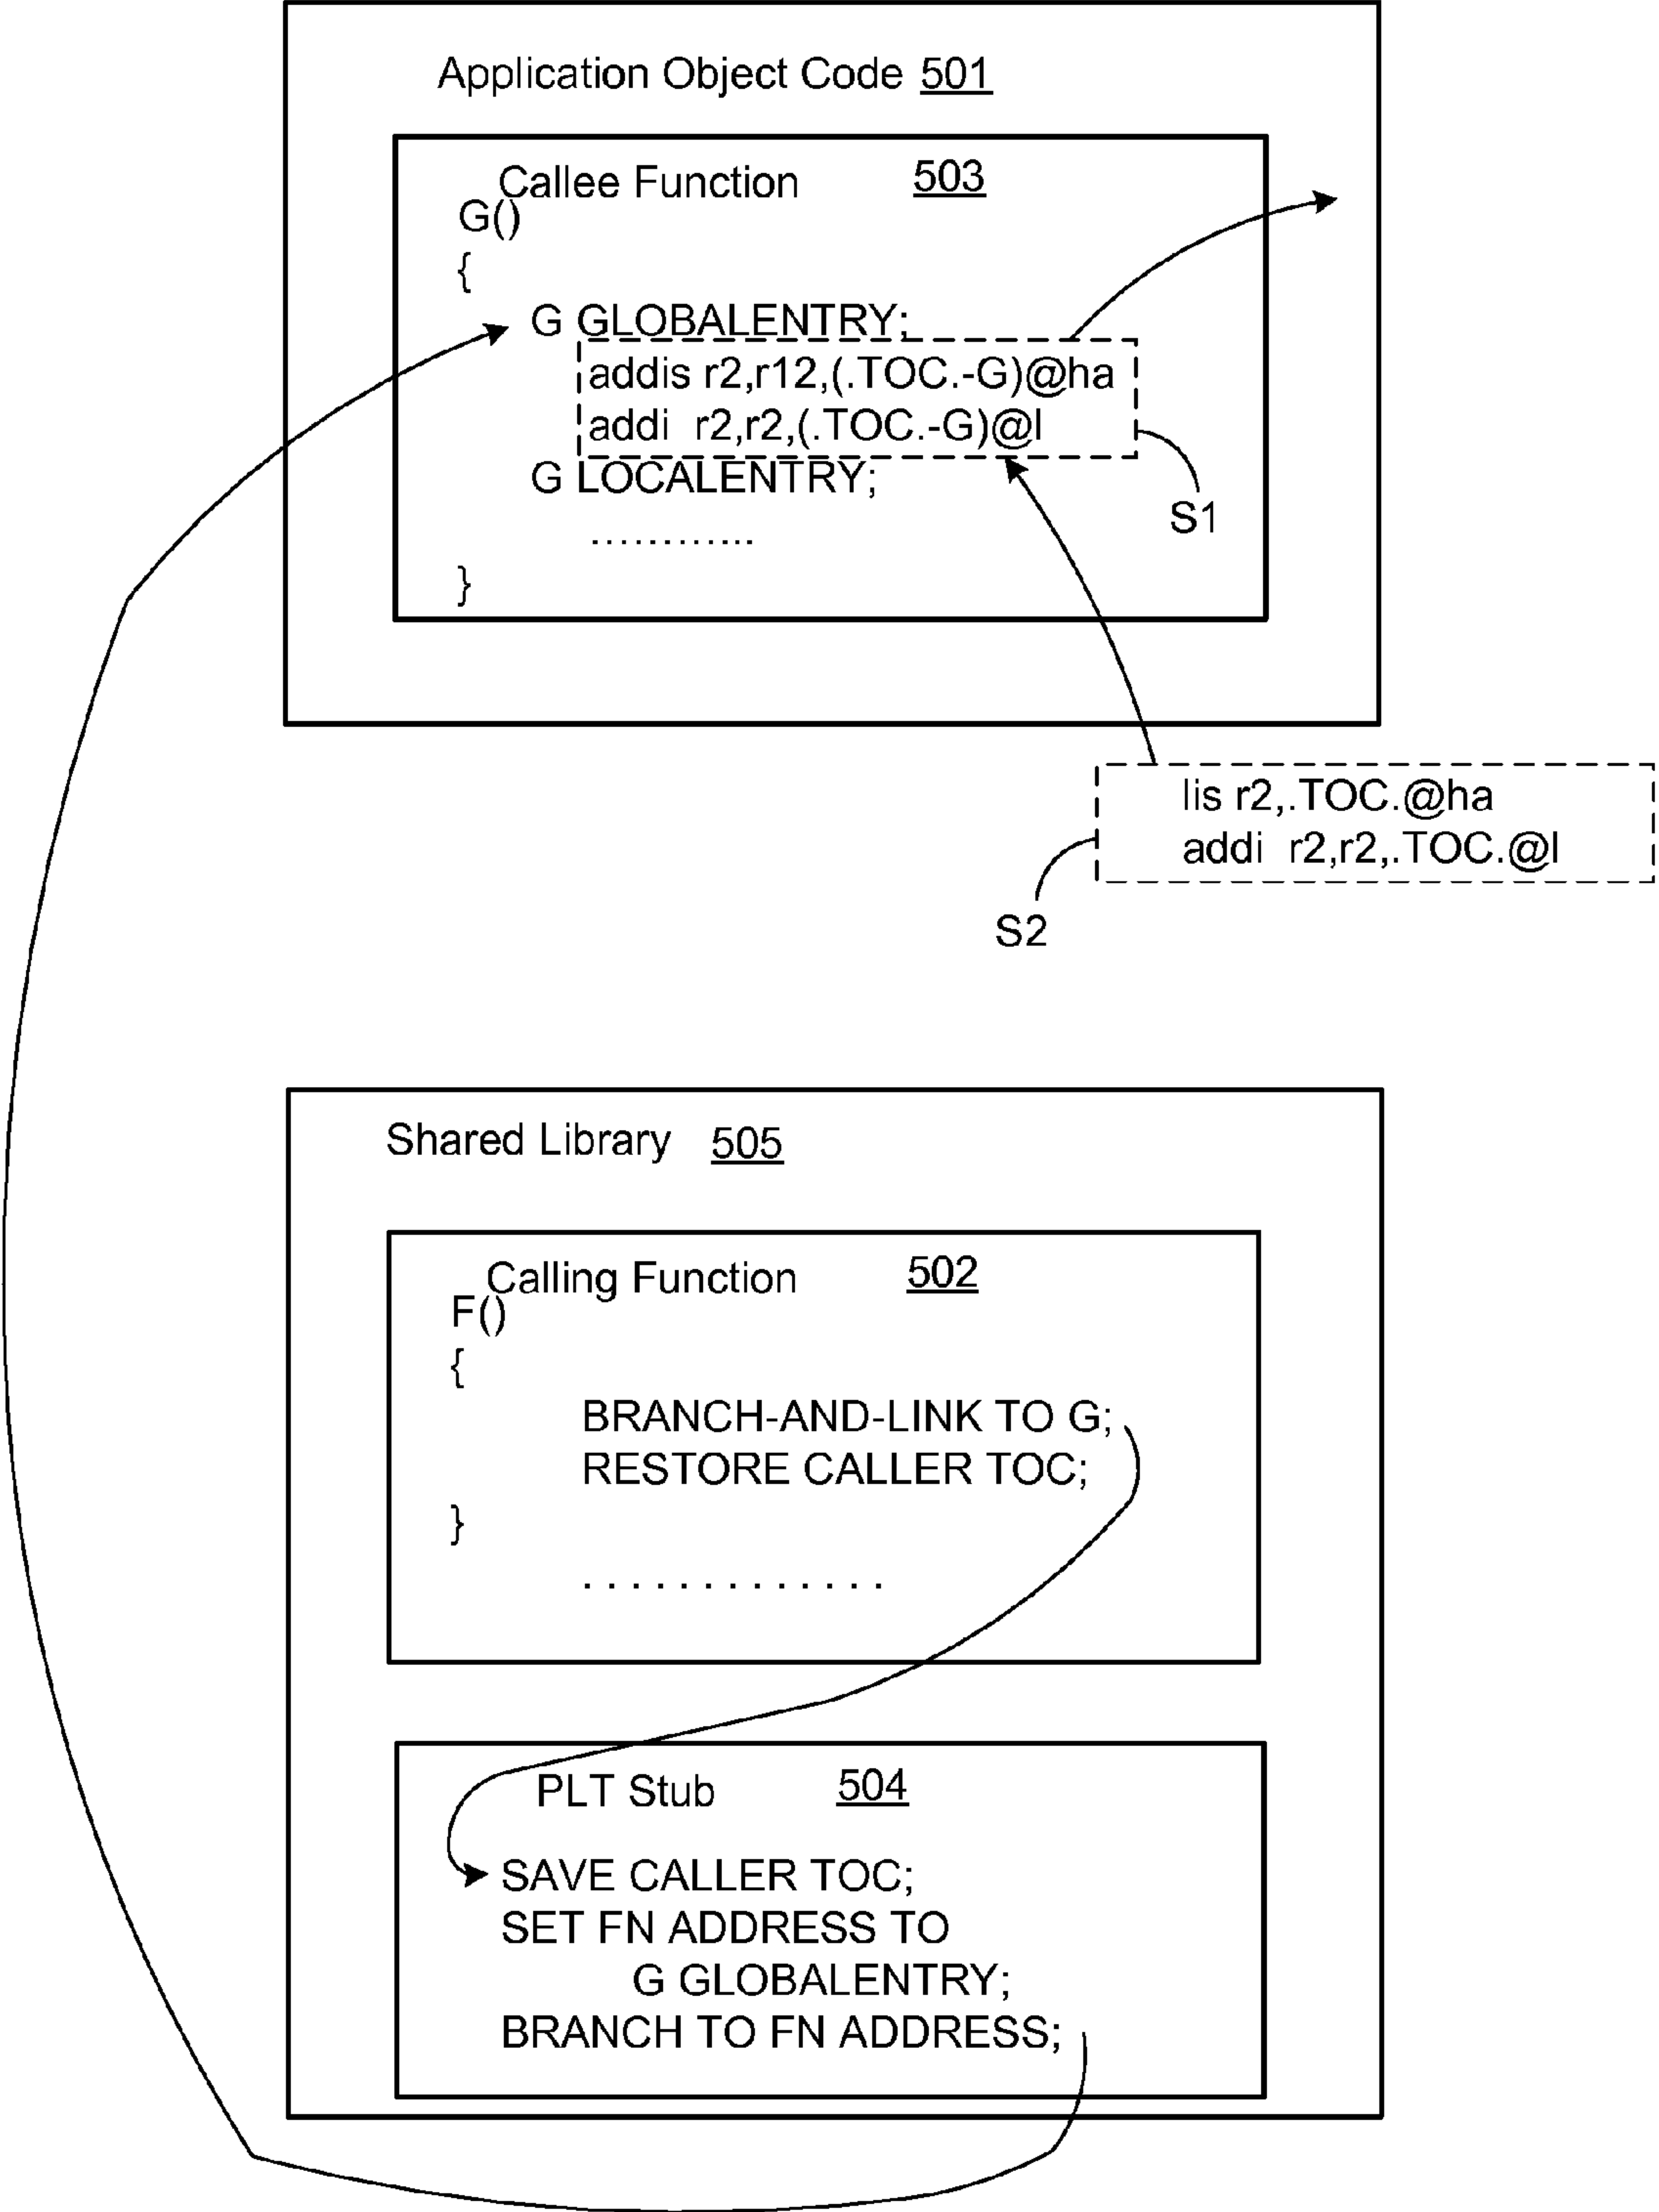 Application Object Code 501
Callee Function 503
G()
{
G GLOBALENTRY;
addis r2,r12,(.TOC.-G)@ha
addi r2,r2,(.TOC.-G)@l
G LOCALENTRY;
S1
............
}
lis r2,.TOC.@ha
addi r2,r2,.TOC.@l
S2
Shared Library 505
Calling Function 502
F()
{
BRANCH-AND-LINK TO G;
RESTORE CALLER TOC;
}
. . . . . . . . . . . . .
PLT Stub 504
SAVE CALLER TOC;
SET FN ADDRESS TO
G GLOBALENTRY;
BRANCH TO FN ADDRESS;